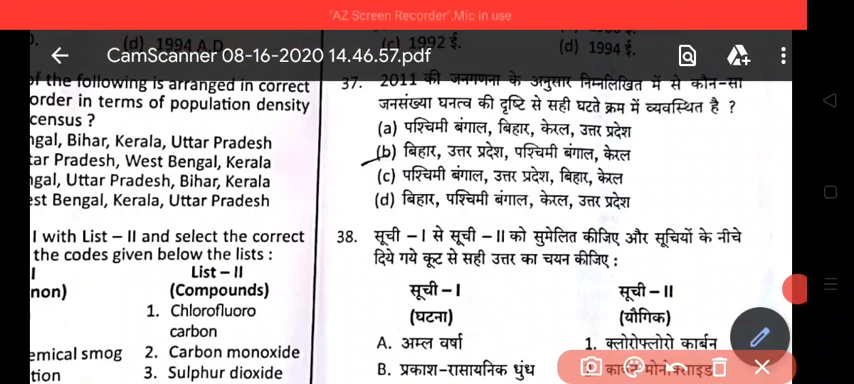 "AZ Screen Recorder",Mic in use
(d) 1994 A.D.
(c) 1992 ई.
(d) 1994 ई.
CamScanner 08-16-2020 14.46.57.pdf
of the following is arranged in correct
order in terms of population density
census ?
ngal, Bihar, Kerala, Uttar Pradesh
tar Pradesh, West Bengal, Kerala
ngal, Uttar Pradesh, Bihar, Kerala
est Bengal, Kerala, Uttar Pradesh
I with List – II and select the correct
the codes given below the lists :
I
List – II
non)
(Compounds)
1. Chlorofluoro
carbon
emical smog
2. Carbon monoxide
tion
3. Sulphur dioxide
37. 2011 की जनगणना के अनुसार निम्नलिखित में से कौन-सा
जनसंख्या घनत्व की दृष्टि से सही घटते क्रम में व्यवस्थित है ?
(a) पश्चिमी बंगाल, बिहार, केरल, उत्तर प्रदेश
(b) बिहार, उत्तर प्रदेश, पश्चिमी बंगाल, केरल
(c) पश्चिमी बंगाल, उत्तर प्रदेश, बिहार, केरल
(d) बिहार, पश्चिमी बंगाल, केरल, उत्तर प्रदेश
38. सूची –I से सूची –II को सुमेलित कीजिए और सूचियों के नीचे
दिये गये कूट से सही उत्तर का चयन कीजिए :
सूची –I
सूची – II
(घटना)
(यौगिक)
A. अम्ल वर्षा
1. क्लोरोफ्लोरो कार्बन
B. प्रकाश-रासायनिक धुंध
2. कार्बन मोनोक्साइड